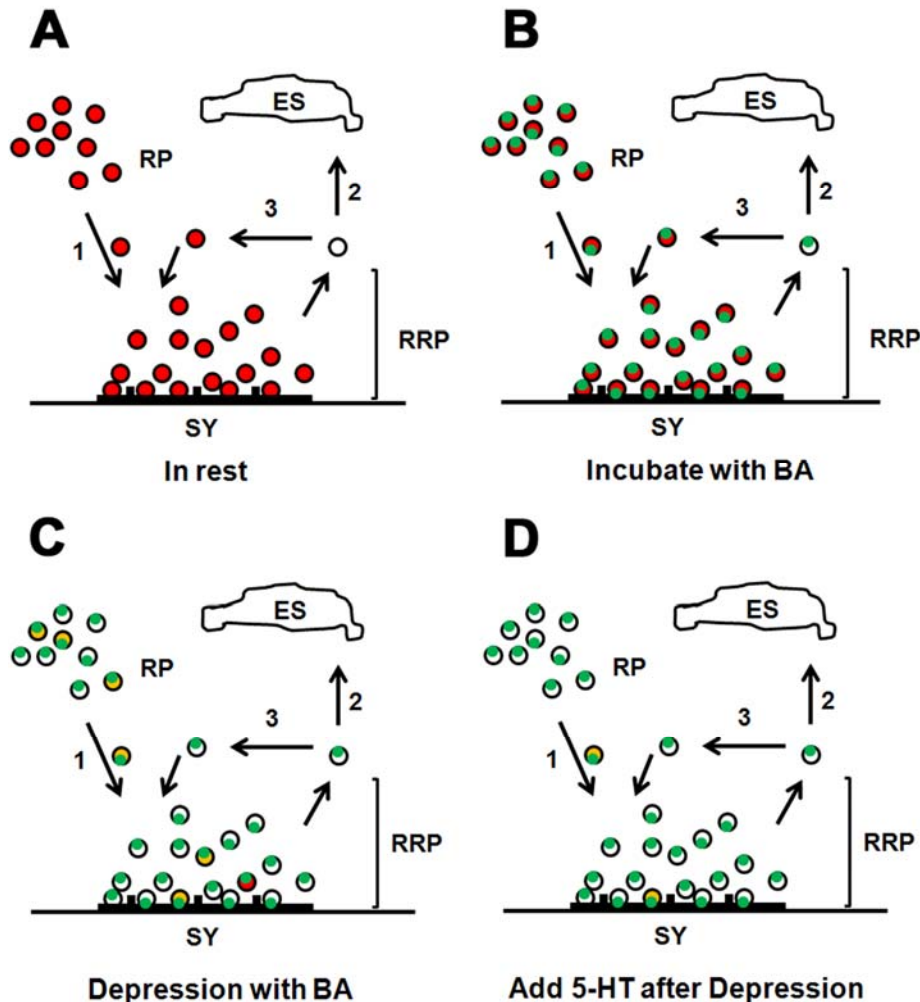 A
ES
RP
2
3
1
RRP
SY
In rest
B
ES
RP
2
3
1
RRP
SY
Incubate with BA
C
ES
RP
2
3
1
RRP
SY
Depression with BA
D
ES
RP
2
3
1
RRP
SY
Add 5-HT after Depression